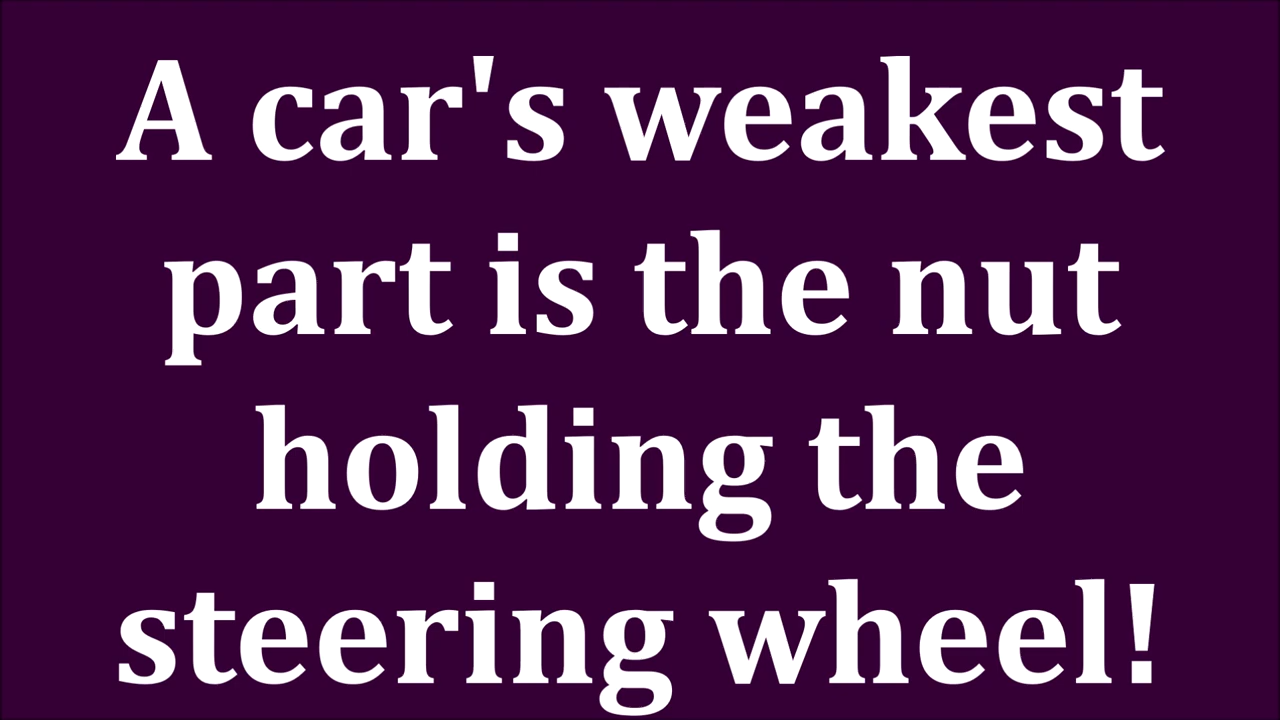 A car's weakest
part is the nut
holding the
steering wheel!